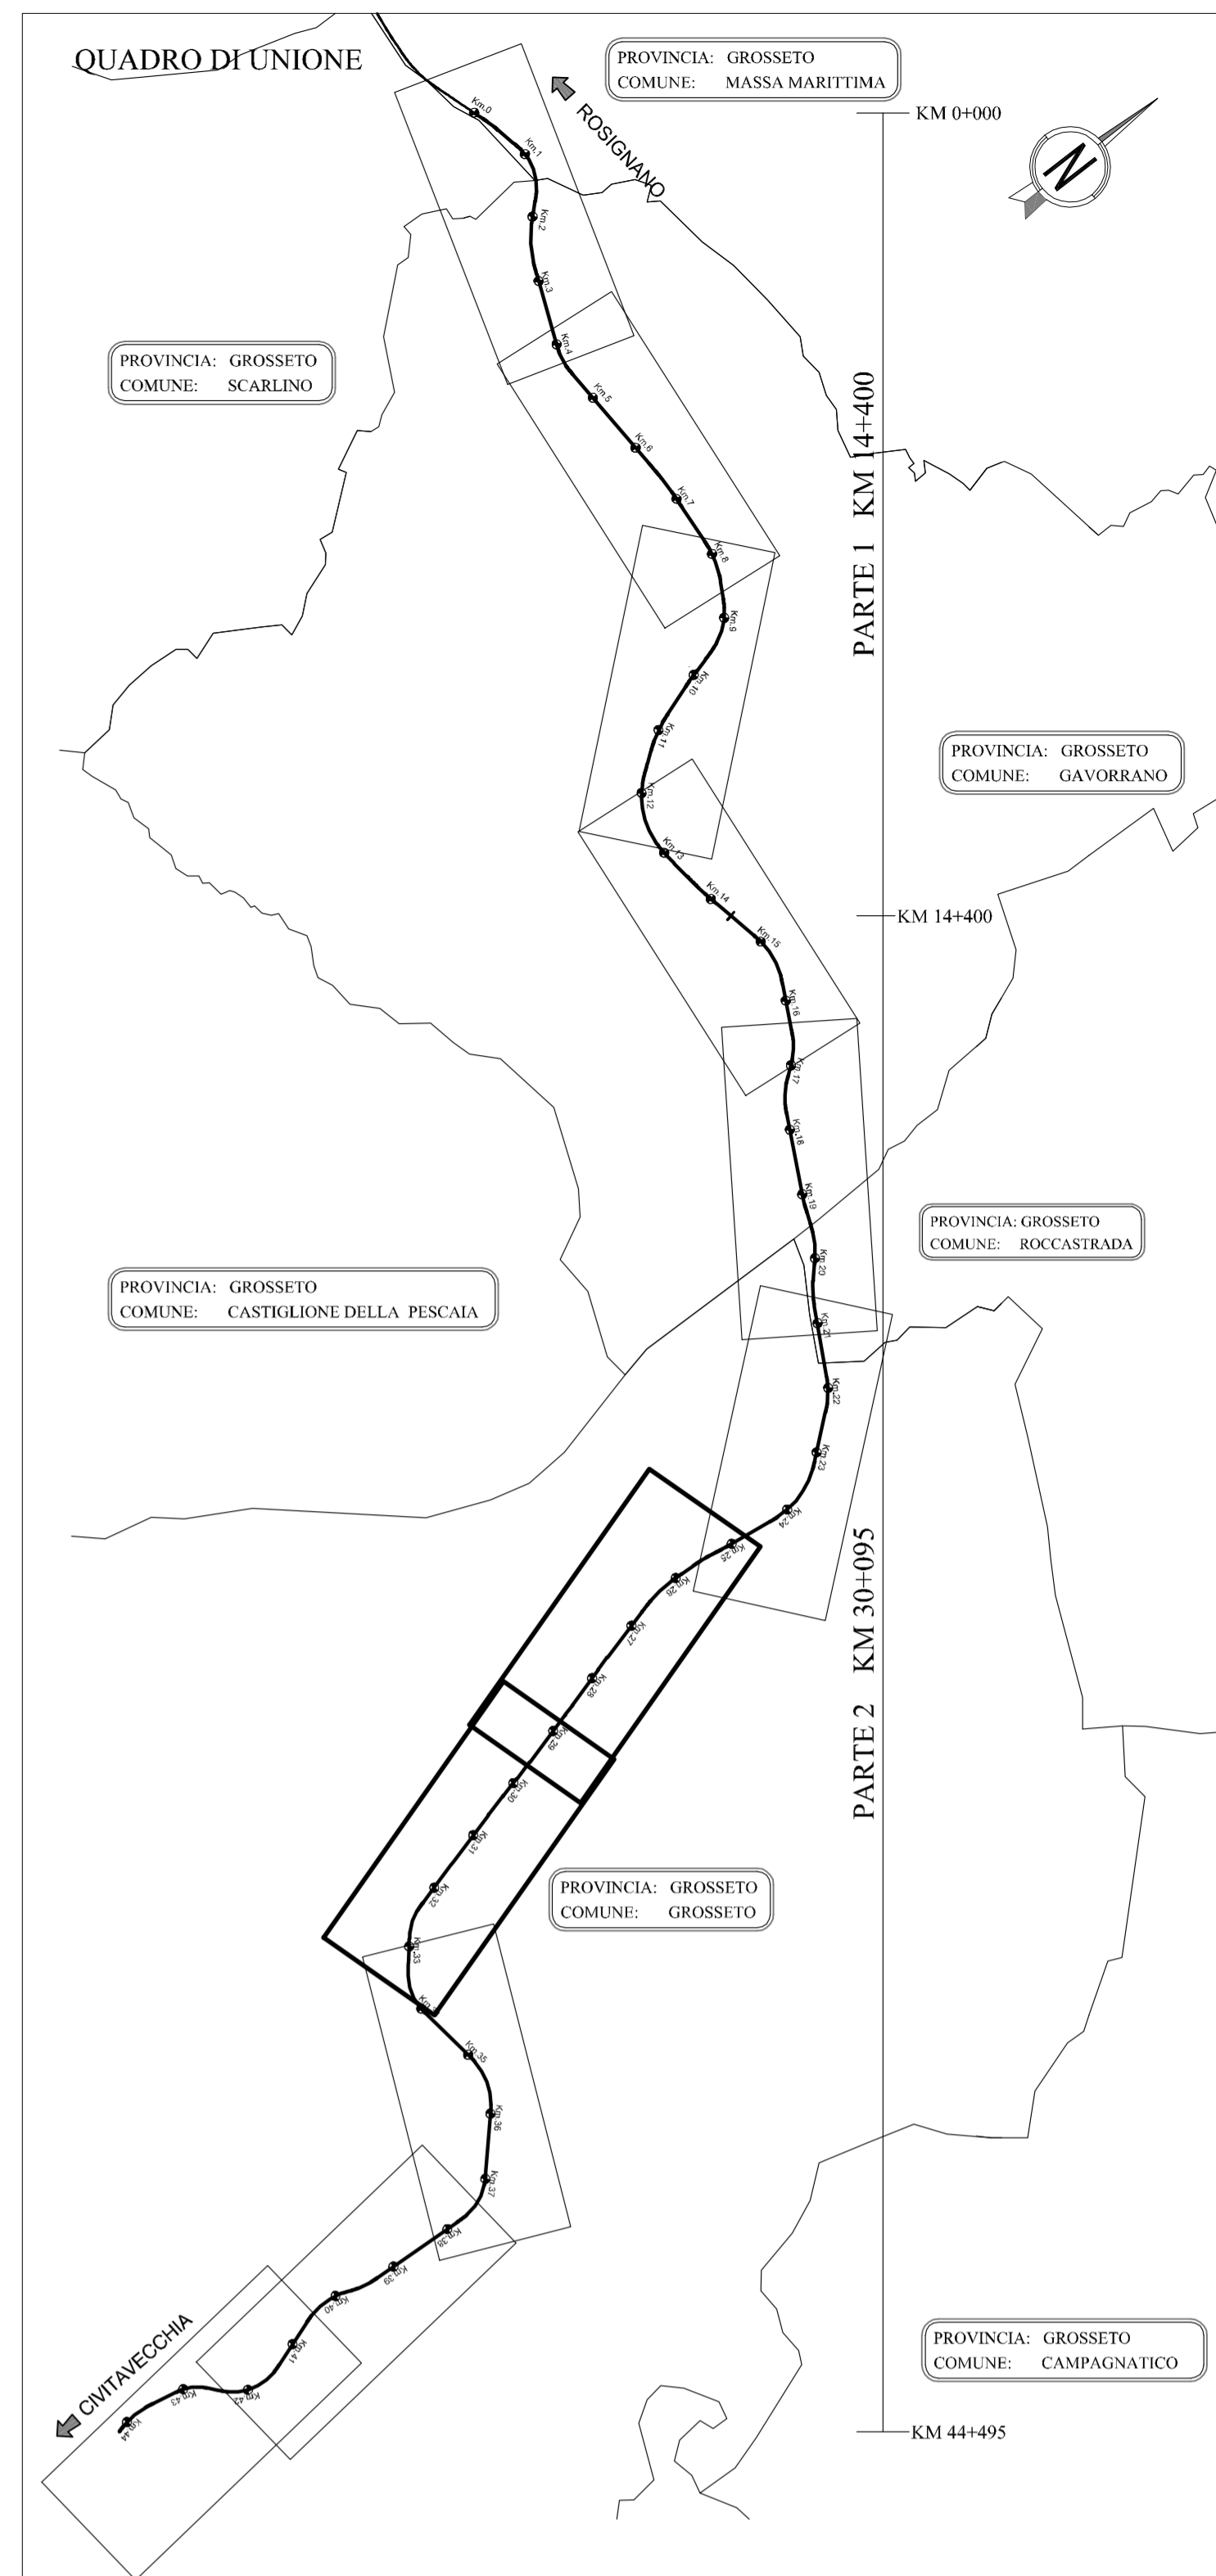 QUADRO DI UNIONE
PROVINCIA: GROSSETO
COMUNE: MASSA MARITTIMA
KM 0+000
ROSIGNANO
N
Km.0
Km.1
Km.2
Km.3
PROVINCIA: GROSSETO
COMUNE: SCARLINO
Km.4
Km.5
Km.6
Km.7
PARTE 1 KM 14+400
Km.8
Km.9
Km.10
Km.11
PROVINCIA: GROSSETO
COMUNE: GAVORRANO
Km.12
Km.13
Km.14
KM 14+400
Km.15
Km.16
Km.17
Km.18
Km.19
PROVINCIA: GROSSETO
COMUNE: ROCCASTRADA
Km.20
PROVINCIA: GROSSETO
COMUNE: CASTIGLIONE DELLA PESCAIA
Km.21
Km.22
Km.23
Km.24
Km.25
Km.26
PARTE 2 KM 30+095
Km.27
Km.28
Km.29
Km.30
Km.31
Km.32
PROVINCIA: GROSSETO
COMUNE: GROSSETO
Km.33
Km.35
Km.36
Km.37
Km.38
Km.39
Km.40
Km.41
Km.42
Km.43
Km.44
CIVITAVECCHIA
PROVINCIA: GROSSETO
COMUNE: CAMPAGNATICO
KM 44+495